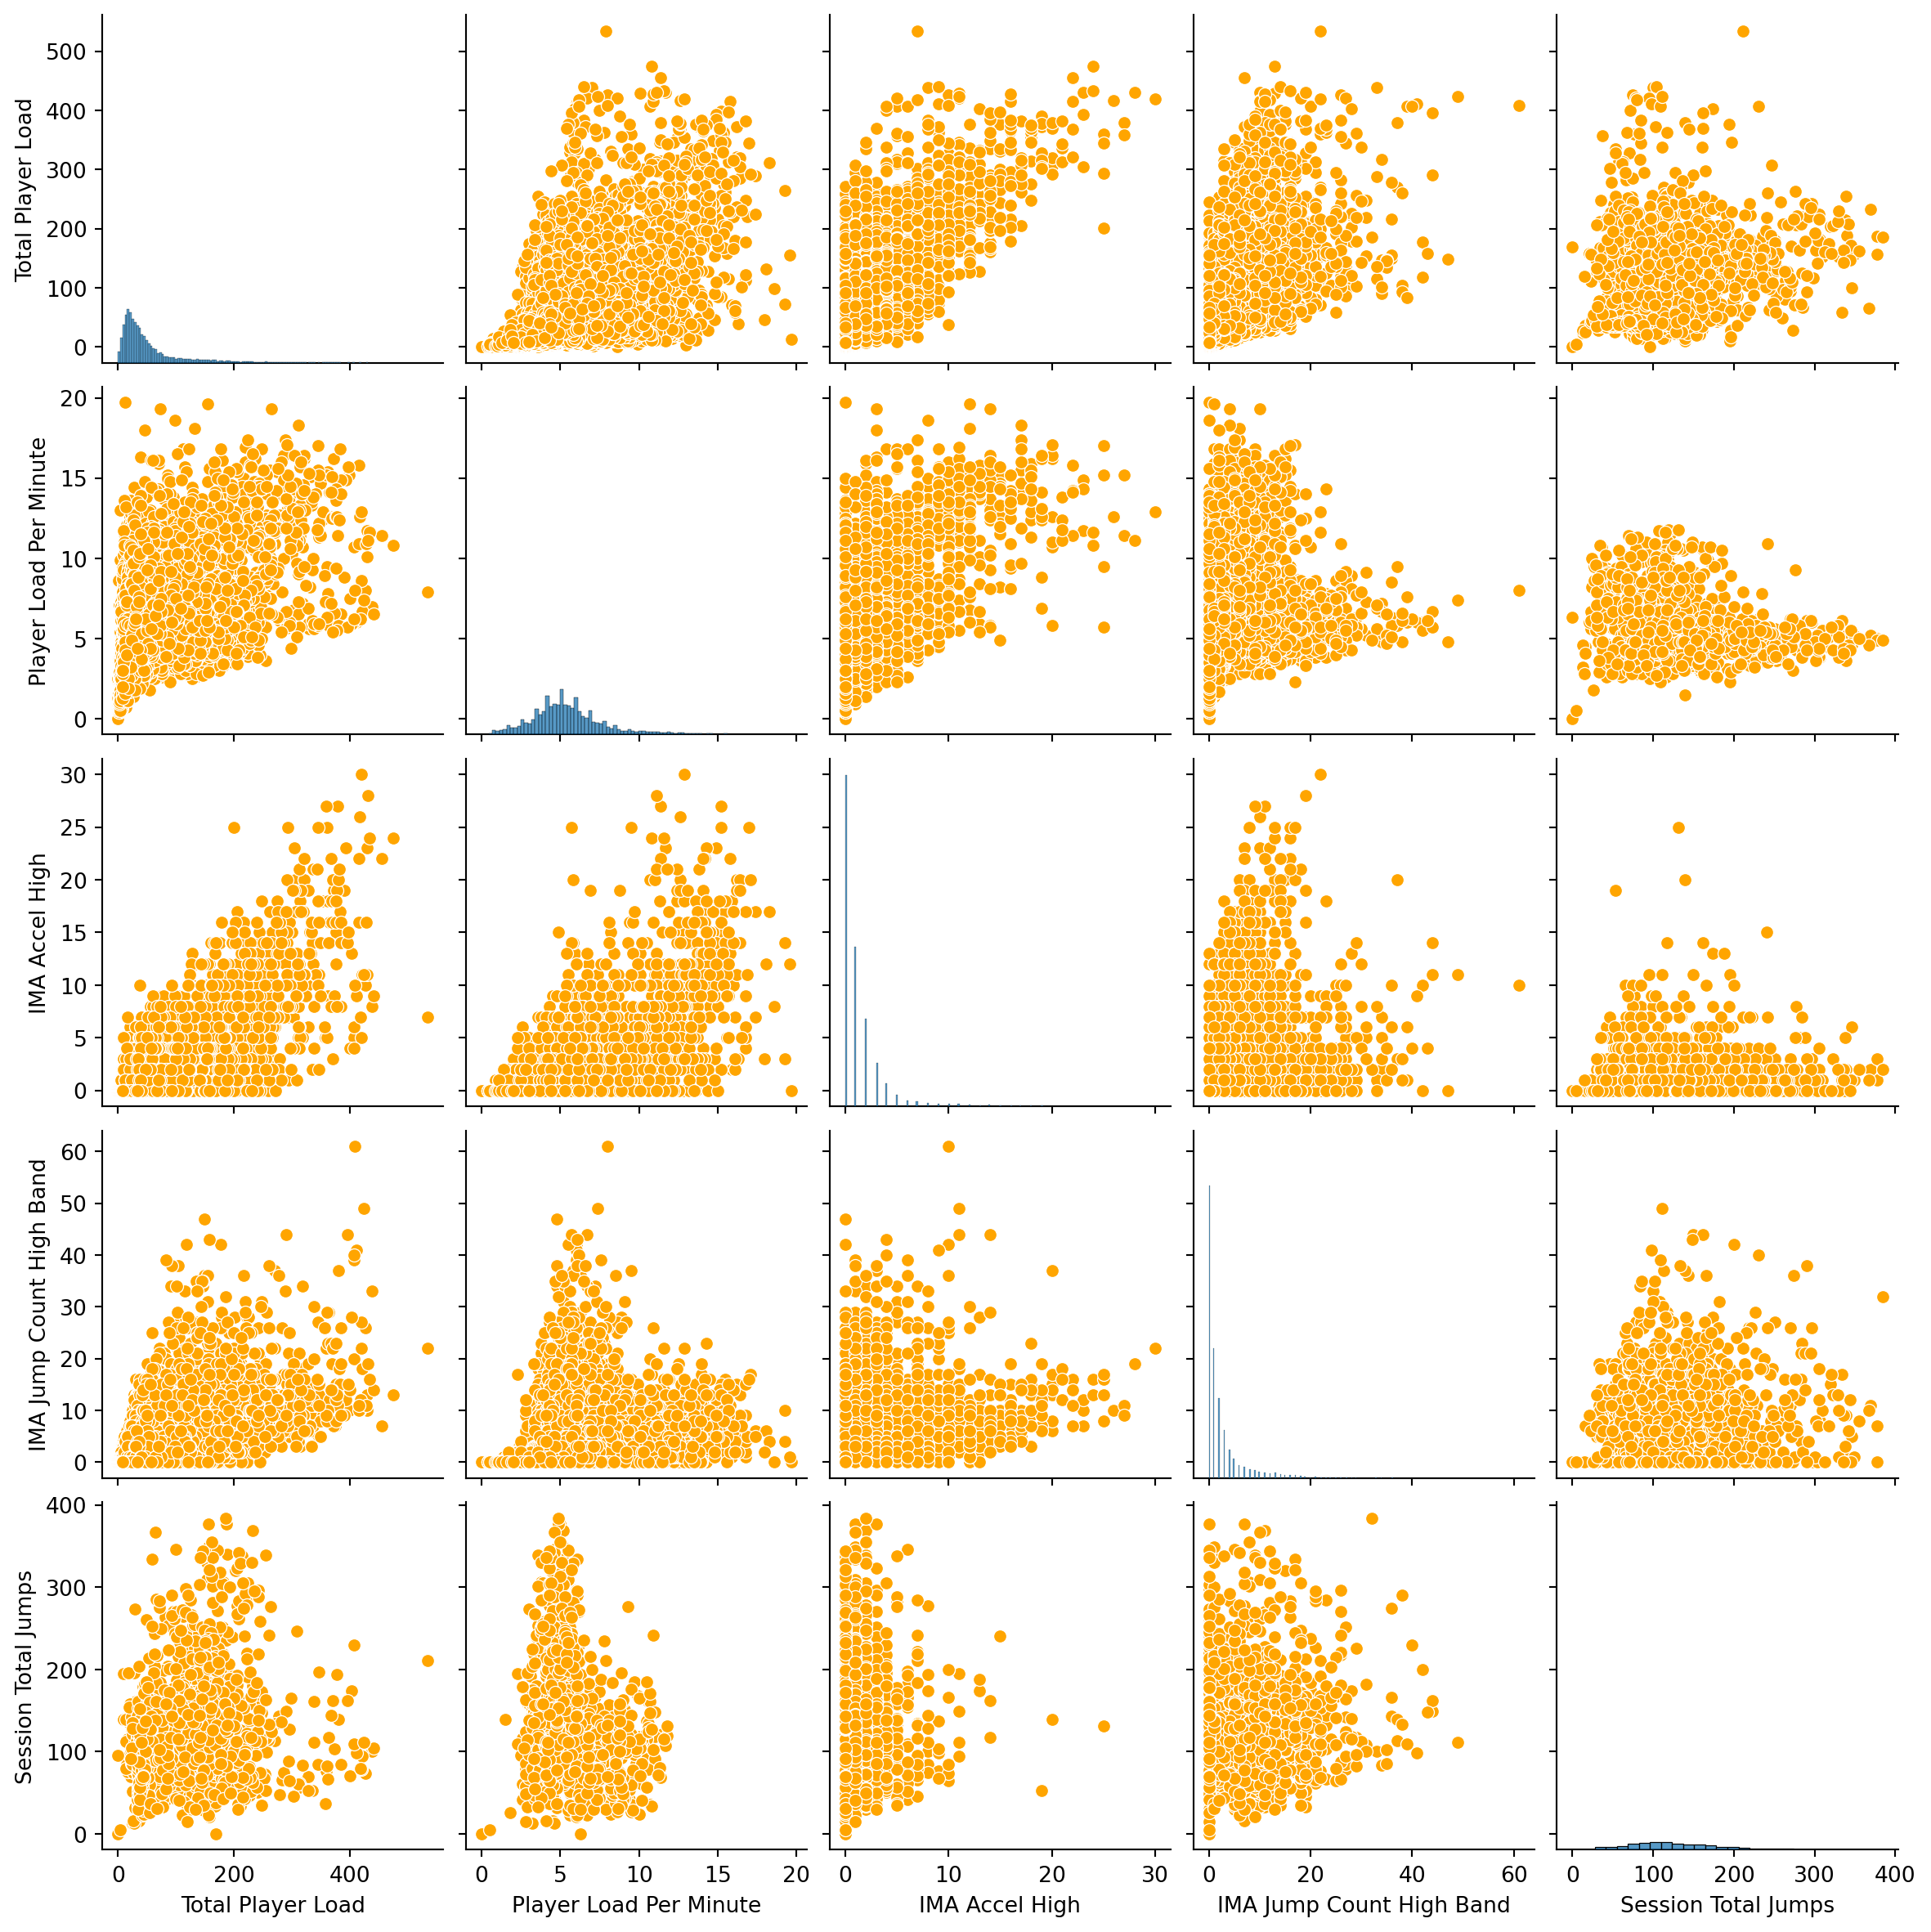 Total Player Load
500
400
300
200
100
0
Player Load Per Minute
20
15
10
5
0
IMA Accel High
30
25
20
15
10
5
0
IMA Jump Count High Band
60
50
40
30
20
10
0
Session Total Jumps
400
300
200
100
0
0 200 400
0 5 10 15 20
0 10 20 30
0 20 40 60
0 100 200 300 400
Total Player Load
Player Load Per Minute
IMA Accel High
IMA Jump Count High Band
Session Total Jumps